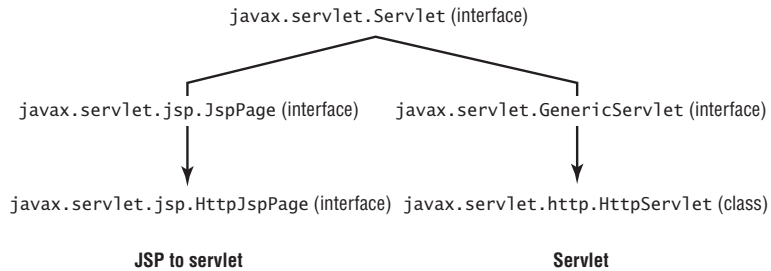 javax.servlet.Servlet (interface)
javax.servlet.jsp.JspPage (interface) javax.servlet.GenericServlet (interface)
javax.servlet.jsp.HttpJspPage (interface) javax.servlet.http.HttpServlet (class)
JSP to servlet Servlet